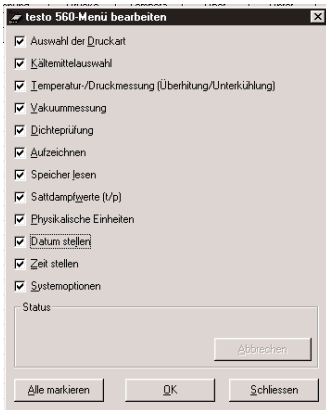 testo 560-Menü bearbeiten
Auswahl der Druckart
Kältemittelauswahl
Temperatur-/Druckmessung (Überhitung/Unterkühlung)
Vakuummessung
Dichteprüfung
Aufzeichnen
Speicher lesen
Sattdampfwerte (t/p)
Physikalische Einheiten
Datum stellen
Zeit stellen
Systemoptionen
Status
Abbrechen
Alle markieren OK Schliessen